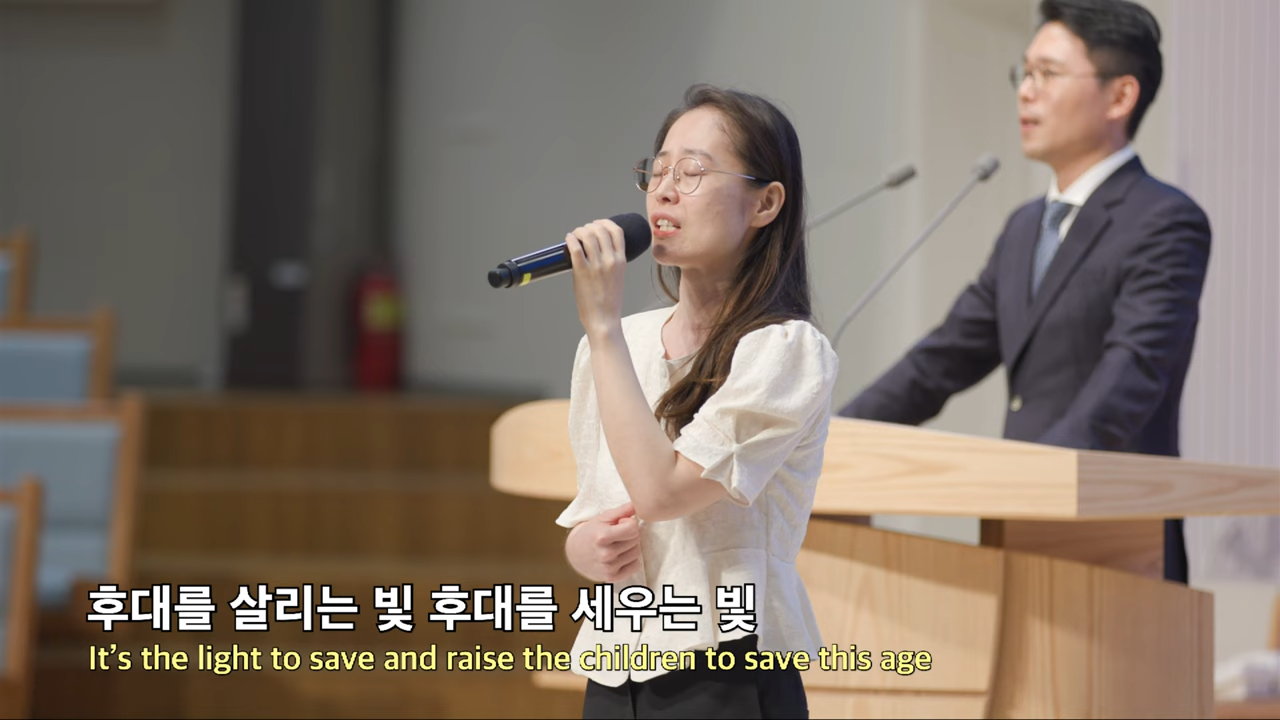 후대를 살리는 빛 후대를 세우는 빛
It's the light to save and raise the children to save this age